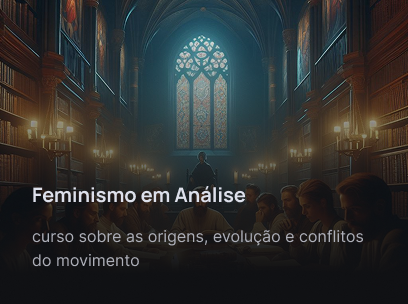 Feminismo em Análise
curso sobre as origens, evolução e conflitos
do movimento